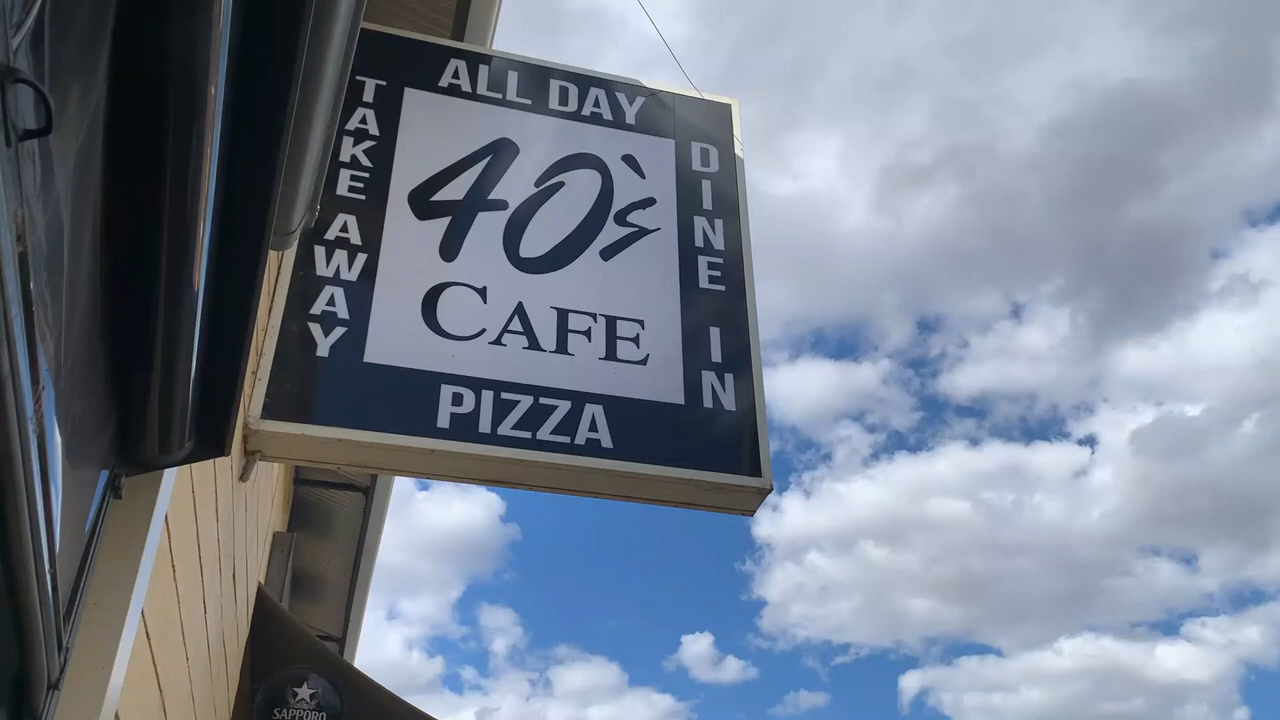 ALL DAY
TAKE AWAY
40's
CAFE
DINE IN
PIZZA
SAPPORO